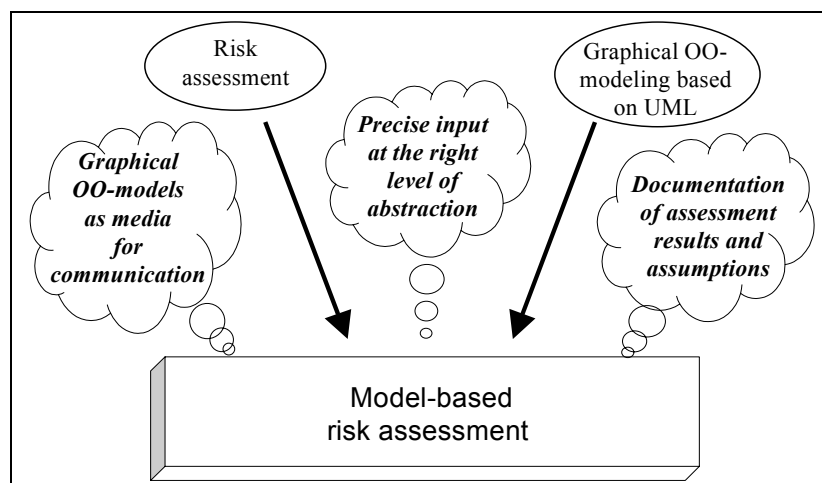 Risk
assessment
Graphical OO-
modeling based
on UML
Graphical
OO-models
as media
for
communication
Precise input
at the right
level of
abstraction
Documentation
of assessment
results and
assumptions
Model-based
risk assessment